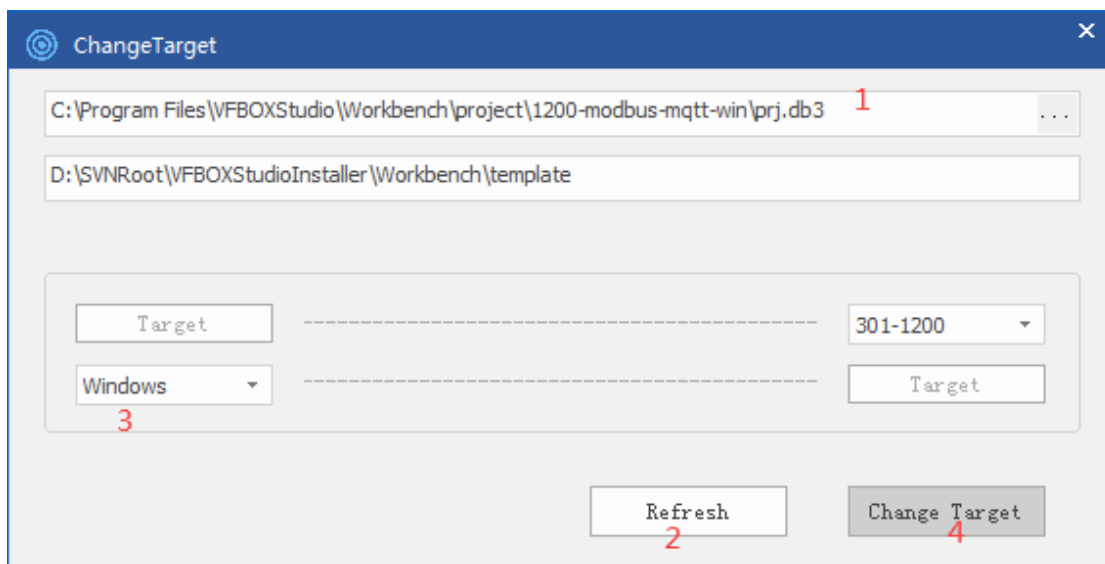 ChangeTarget
C:\Program Files\VFBOXStudio\Workbench\project\1200-modbus-mqtt-win\prj.db3 1 ...
D:\SVNRoot\VFBOXStudioInstaller\Workbench\template
Target ---------------------------------------------- 301-1200
Windows ---------------------------------------------- Target
3
Refresh Change Target
2 4